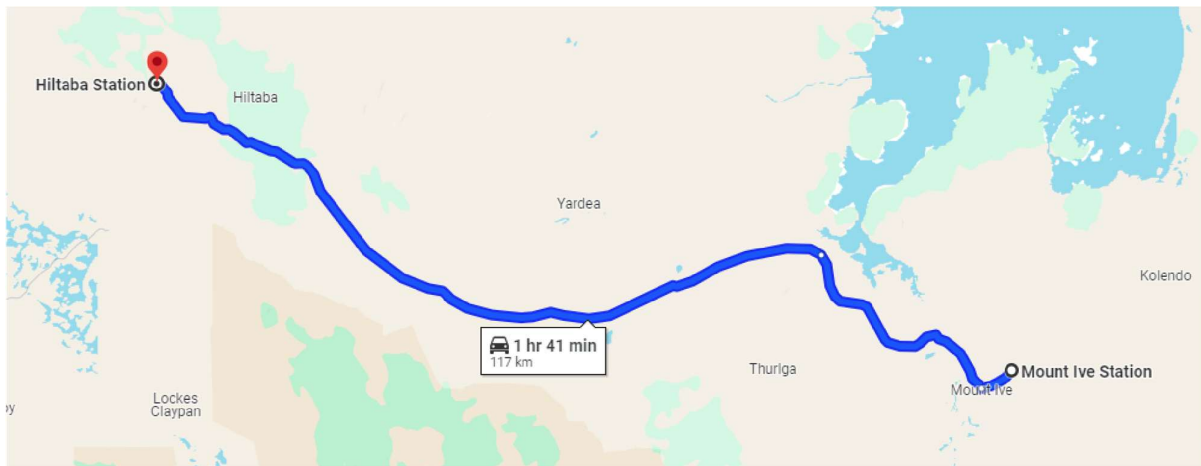 Hiltaba Station
Hiltaba
Yardea
Kolendo
1 hr 41 min
117 km
Thurlga
Mount Ive Station
Mount Ive
Lockes
Claypan
oy